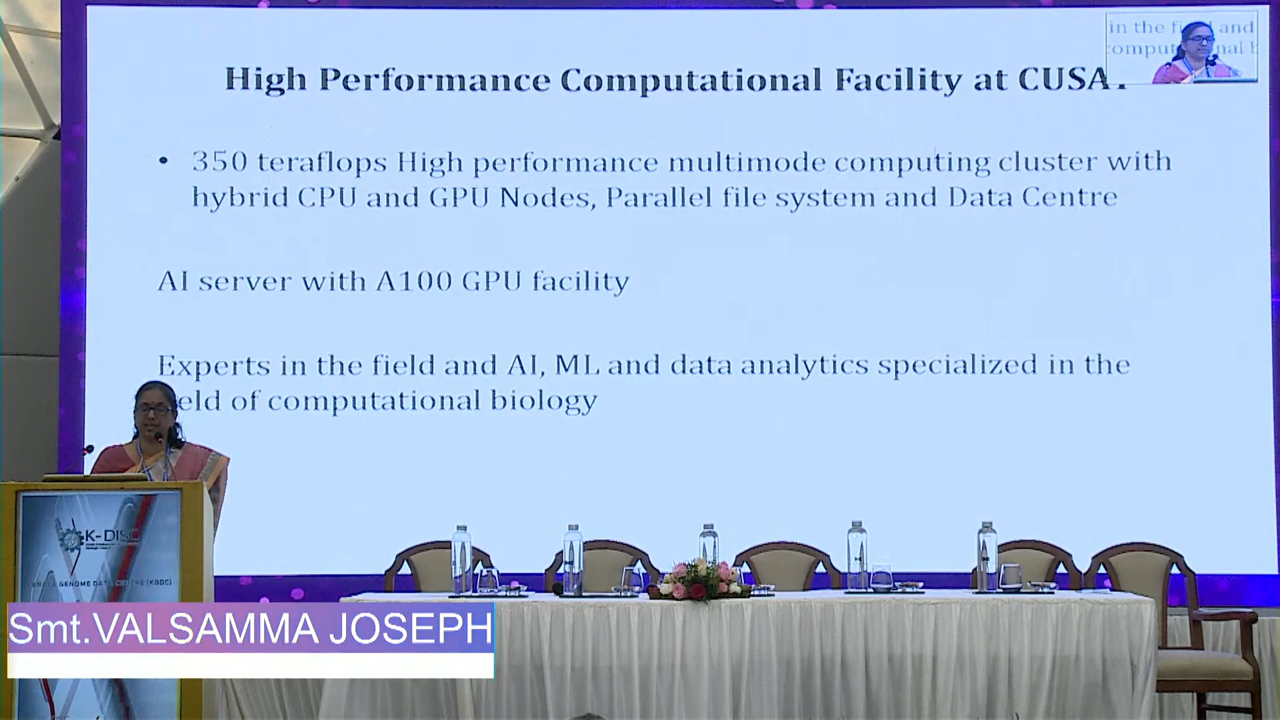 High Performance Computational Facility at CUSAT
• 350 teraflops High performance multimode computing cluster with
hybrid CPU and GPU Nodes, Parallel file system and Data Centre
AI server with A100 GPU facility
Experts in the field and AI, ML and data analytics specialized in the
field of computational biology
in the field and
K-DISC
GENOME DATA CENTRE (KGDC)
Smt.VALSAMMA JOSEPH